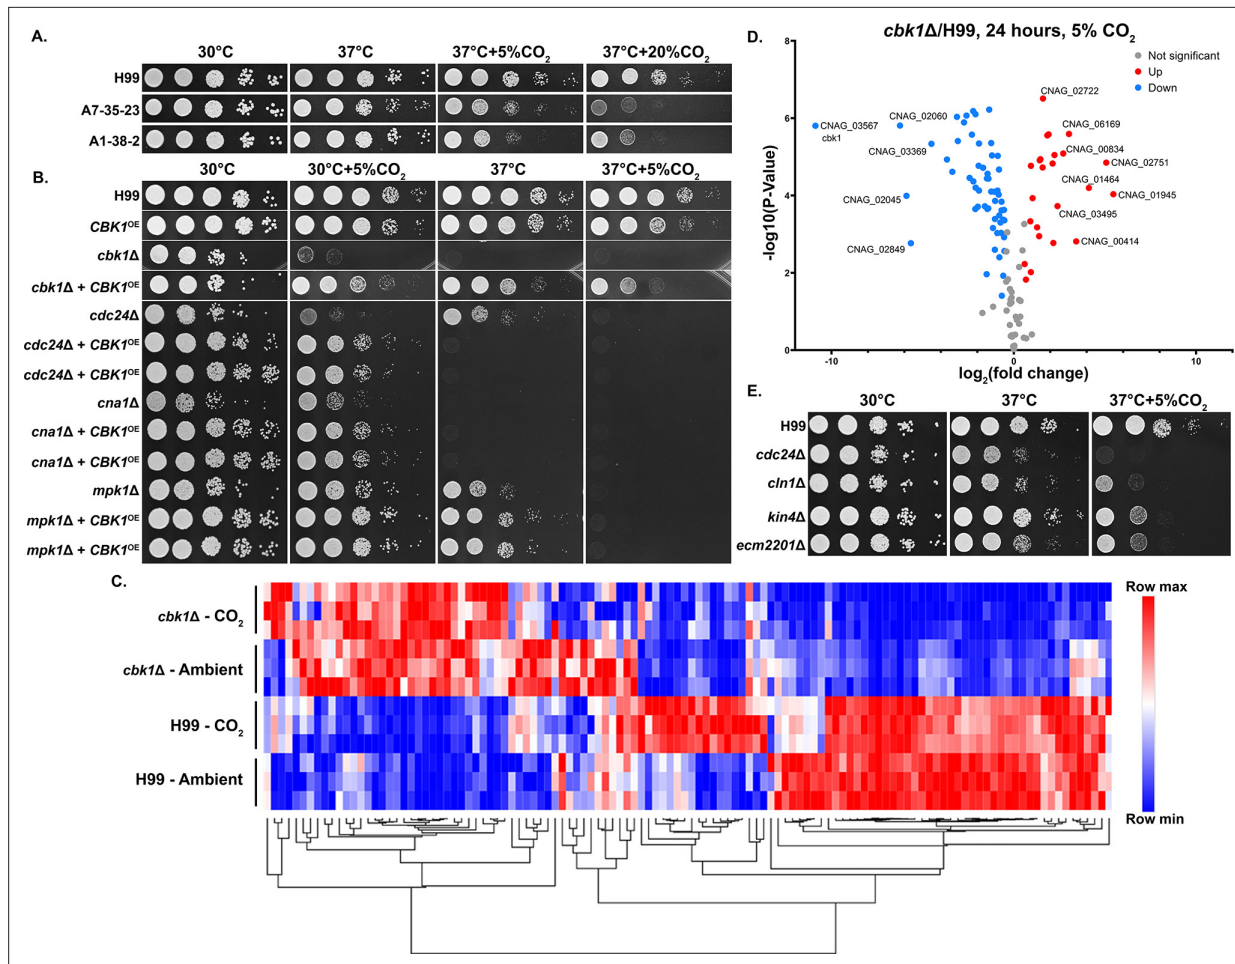 A.
30°C 37°C 37°C+5%CO₂ 37°C+20%CO₂
H99
A7-35-23
A1-38-2
B.
30°C 30°C+5%CO₂ 37°C 37°C+5%CO₂
H99
CBK1ᴼᴱ
cbk1Δ
cbk1Δ + CBK1ᴼᴱ
cdc24Δ
cdc24Δ + CBK1ᴼᴱ
cdc24Δ + CBK1ᴼᴱ
cna1Δ
cna1Δ + CBK1ᴼᴱ
cna1Δ + CBK1ᴼᴱ
mpk1Δ
mpk1Δ + CBK1ᴼᴱ
mpk1Δ + CBK1ᴼᴱ
D.
cbk1Δ/H99, 24 hours, 5% CO₂
Not significant
Up
Down
8
6
4
2
0
-log10(P-Value)
CNAG_02722
CNAG_02060
CNAG_03567
cbk1
CNAG_06169
CNAG_03369
CNAG_00834
CNAG_02751
CNAG_01464
CNAG_02045
CNAG_01945
CNAG_03495
CNAG_02849
CNAG_00414
-10 0 10
log₂(fold change)
E.
30°C 37°C 37°C+5%CO₂
H99
cdc24Δ
cln1Δ
kin4Δ
ecm2201Δ
C.
cbk1Δ - CO₂
cbk1Δ - Ambient
H99 - CO₂
H99 - Ambient
Row max
Row min